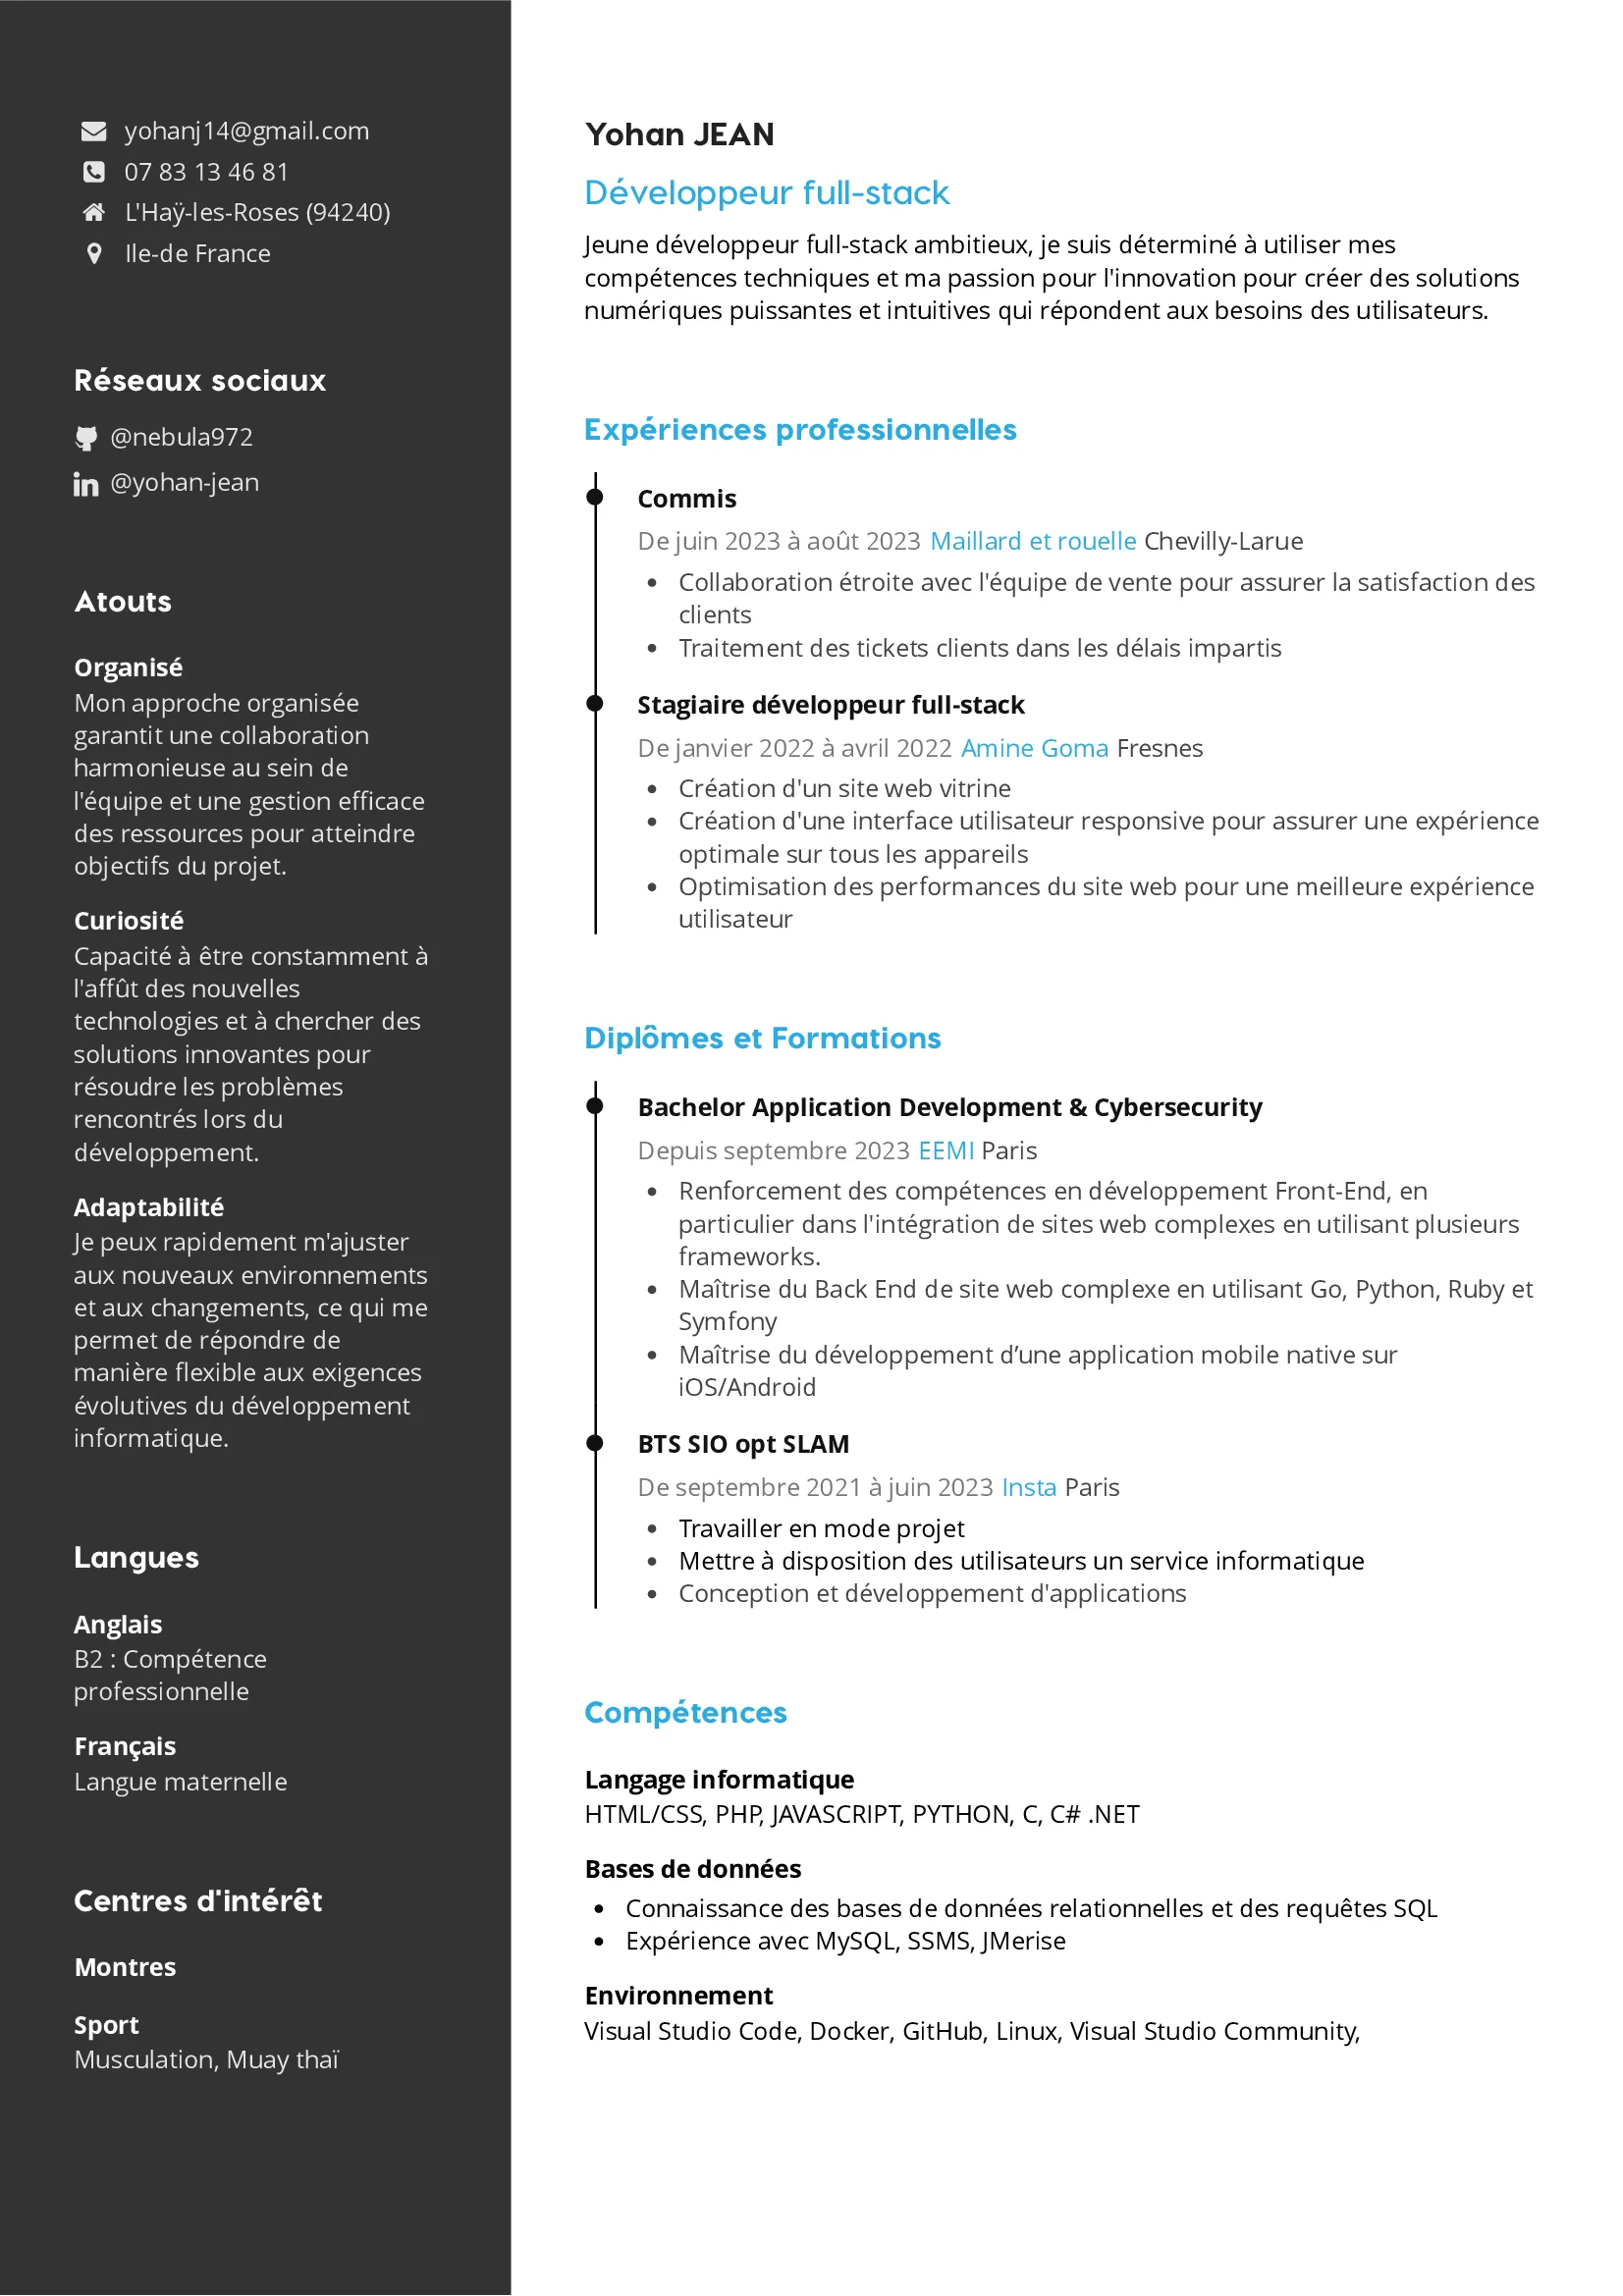 yohanj14@gmail.com
07 83 13 46 81
L'Haÿ-les-Roses (94240)
Ile-de France
Réseaux sociaux
@nebula972
@yohan-jean
Atouts
Organisé
Mon approche organisée
garantit une collaboration
harmonieuse au sein de
l'équipe et une gestion efficace
des ressources pour atteindre
objectifs du projet.
Curiosité
Capacité à être constamment à
l'affût des nouvelles
technologies et à chercher des
solutions innovantes pour
résoudre les problèmes
rencontrés lors du
développement.
Adaptabilité
Je peux rapidement m'ajuster
aux nouveaux environnements
et aux changements, ce qui me
permet de répondre de
manière flexible aux exigences
évolutives du développement
informatique.
Langues
Anglais
B2 : Compétence
professionnelle
Français
Langue maternelle
Centres d'intérêt
Montres
Sport
Musculation, Muay thaï
Yohan JEAN
Développeur full-stack
Jeune développeur full-stack ambitieux, je suis déterminé à utiliser mes
compétences techniques et ma passion pour l'innovation pour créer des solutions
numériques puissantes et intuitives qui répondent aux besoins des utilisateurs.
Expériences professionnelles
Commis
De juin 2023 à août 2023 Maillard et rouelle Chevilly-Larue
• Collaboration étroite avec l'équipe de vente pour assurer la satisfaction des
clients
• Traitement des tickets clients dans les délais impartis
Stagiaire développeur full-stack
De janvier 2022 à avril 2022 Amine Goma Fresnes
• Création d'un site web vitrine
• Création d'une interface utilisateur responsive pour assurer une expérience
optimale sur tous les appareils
• Optimisation des performances du site web pour une meilleure expérience
utilisateur
Diplômes et Formations
Bachelor Application Development & Cybersecurity
Depuis septembre 2023 EEMI Paris
• Renforcement des compétences en développement Front-End, en
particulier dans l'intégration de sites web complexes en utilisant plusieurs
frameworks.
• Maîtrise du Back End de site web complexe en utilisant Go, Python, Ruby et
Symfony
• Maîtrise du développement d’une application mobile native sur
iOS/Android
BTS SIO opt SLAM
De septembre 2021 à juin 2023 Insta Paris
• Travailler en mode projet
• Mettre à disposition des utilisateurs un service informatique
• Conception et développement d'applications
Compétences
Langage informatique
HTML/CSS, PHP, JAVASCRIPT, PYTHON, C, C# .NET
Bases de données
• Connaissance des bases de données relationnelles et des requêtes SQL
• Expérience avec MySQL, SSMS, JMerise
Environnement
Visual Studio Code, Docker, GitHub, Linux, Visual Studio Community,